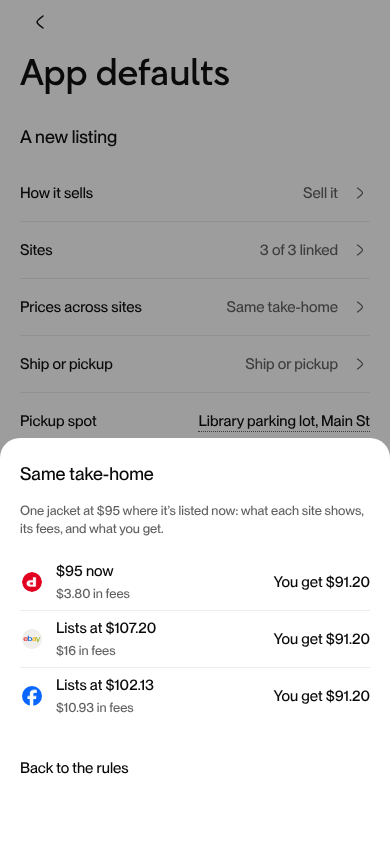 App defaults
A new listing
How it sells
Sell it
Sites
3 of 3 linked
Prices across sites
Same take-home
Ship or pickup
Ship or pickup
Pickup spot
Library parking lot, Main St
Same take-home
One jacket at $95 where it's listed now: what each site shows,
its fees, and what you get.
d
$95 now
$3.80 in fees
You get $91.20
ebay
Lists at $107.20
$16 in fees
You get $91.20
f
Lists at $102.13
$10.93 in fees
You get $91.20
Back to the rules